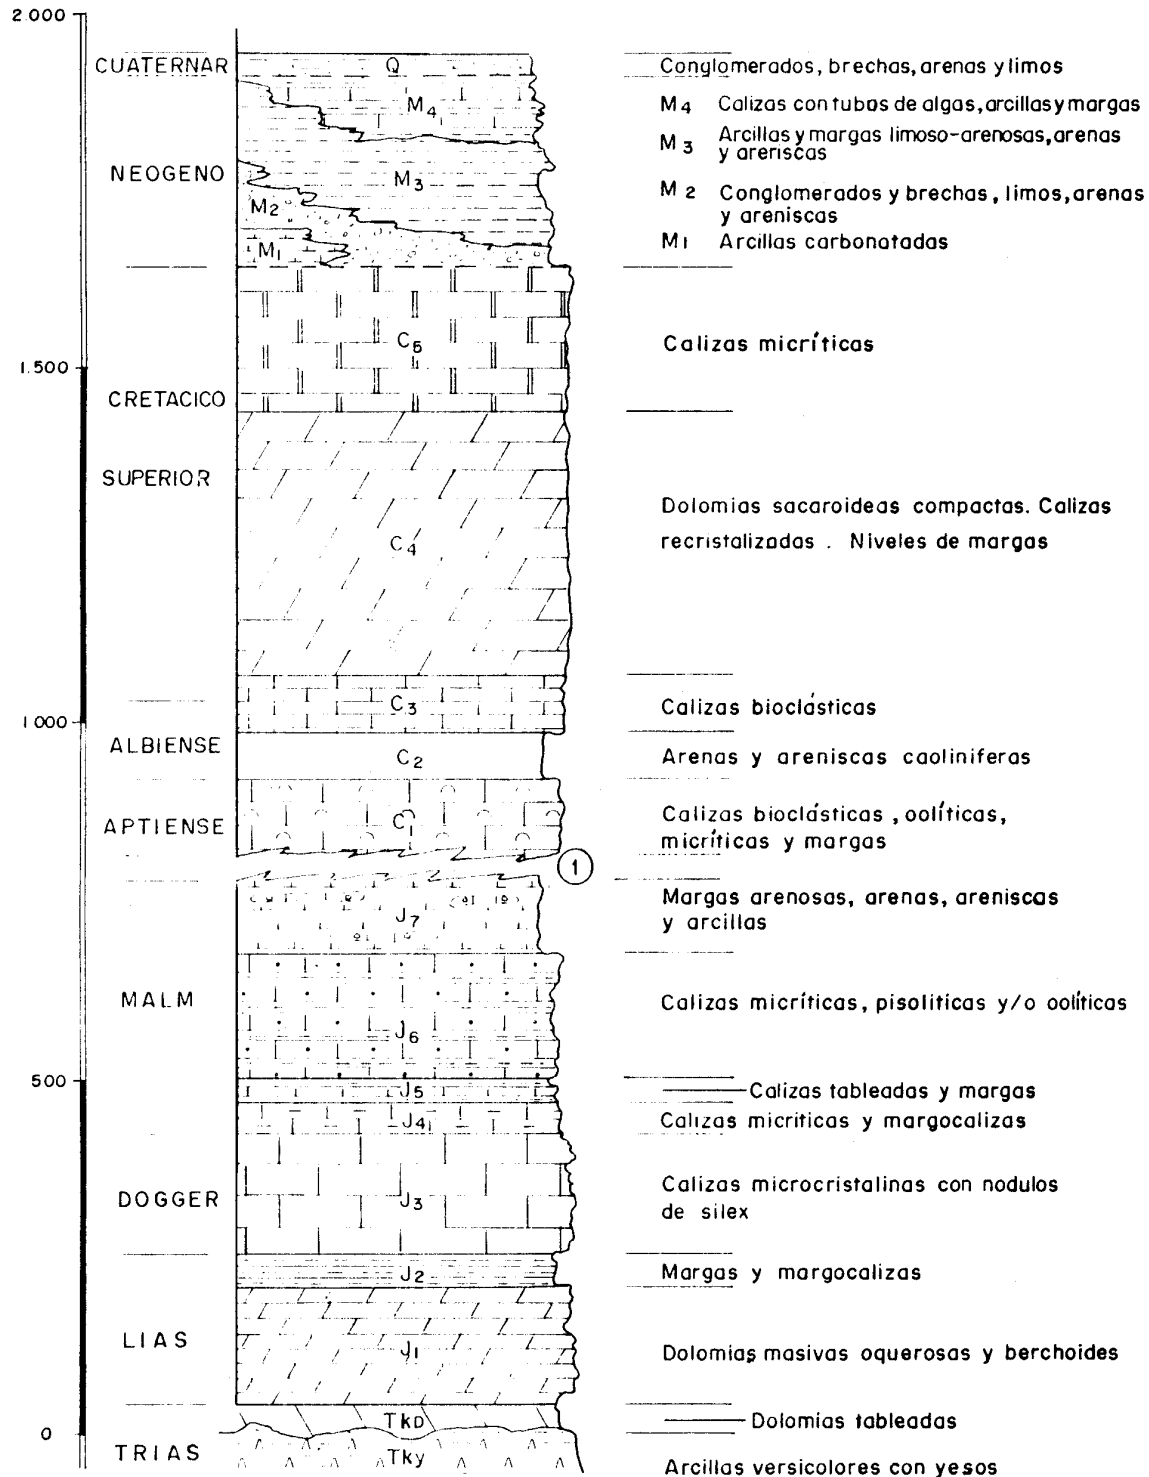 2.000
CUATERNAR
Q
Conglomerados, brechas, arenas y limos
M4
M4 Calizas con tubos de algas, arcillas y margas
NEOGENO
M3
M3 Arcillas y margas limoso-arenosas, arenas
y areniscas
M2
M2 Conglomerados y brechas, limos, arenas
y areniscas
M1
M1 Arcillas carbonatadas
C5
Calizas micríticas
1.500
CRETACICO
SUPERIOR
C4
Dolomias sacaroideas compactas. Calizas
recristalizadas . Niveles de margas
C3
Calizas bioclásticas
1000
ALBIENSE
C2
Arenas y areniscas caoliniferas
APTIENSE
C1
Calizas bioclásticas , oolíticas,
micríticas y margas
1
J7
Margas arenosas, arenas, areniscas
y arcillas
MALM
J6
Calizas micríticas, pisoliticas y/o oolíticas
500
J5
Calizas tableadas y margas
J4
Calizas micriticas y margocalizas
DOGGER
J3
Calizas microcristalinas con nodulos
de silex
J2
Margas y margocalizas
LIAS
J1
Dolomias masivas oquerosas y berchoides
TkD
Dolomias tableadas
0
TRIAS
Tky
Arcillas versicolores con yesos